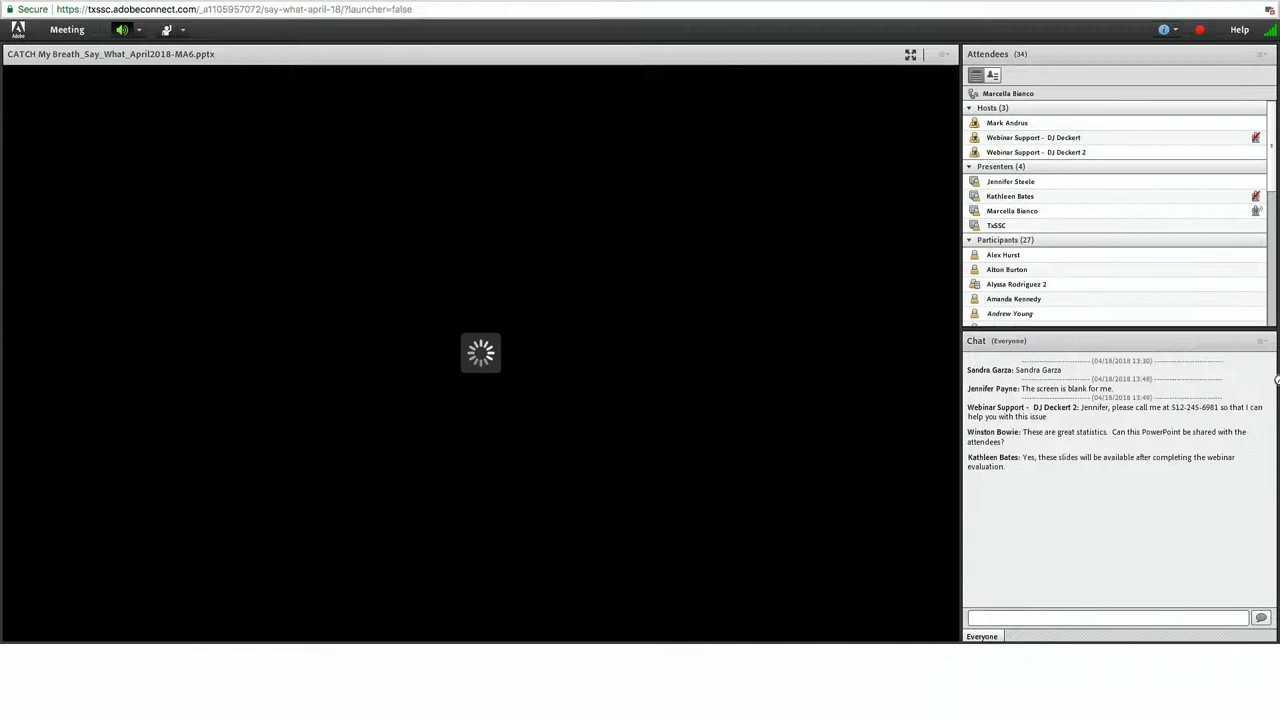 Secure https://txssc.adobeconnect.com/_a1105957072/say-what-april-18/?launcher=false
Adobe
Meeting
Help
CATCH My Breath_Say_What_April2018-MA6.pptx
Attendees (34)
Marcella Bianco
Hosts (3)
Mark Andrus
Webinar Support - DJ Deckert
Webinar Support - DJ Deckert 2
Presenters (4)
Jennifer Steele
Kathleen Bates
Marcella Bianco
TxSSC
Participants (27)
Alex Hurst
Alton Burton
Alyssa Rodriguez 2
Amanda Kennedy
Andrew Young
Chat (Everyone)
-------------------------- (04/18/2018 13:30) --------------------------
Sandra Garza: Sandra Garza
-------------------------- (04/18/2018 13:48) --------------------------
Jennifer Payne: The screen is blank for me.
-------------------------- (04/18/2018 13:49) --------------------------
Webinar Support - DJ Deckert 2: Jennifer, please call me at 512-245-6981 so that I can
help you with this issue
Winston Bowie: These are great statistics. Can this PowerPoint be shared with the
attendees?
Kathleen Bates: Yes, these slides will be available after completing the webinar
evaluation.
Everyone